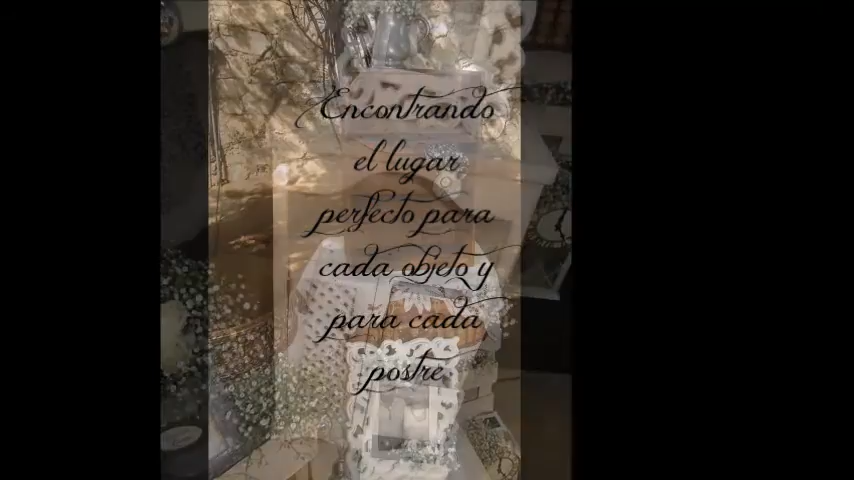 Encontrando
el lugar
perfecto para
cada objeto y
para cada
postre